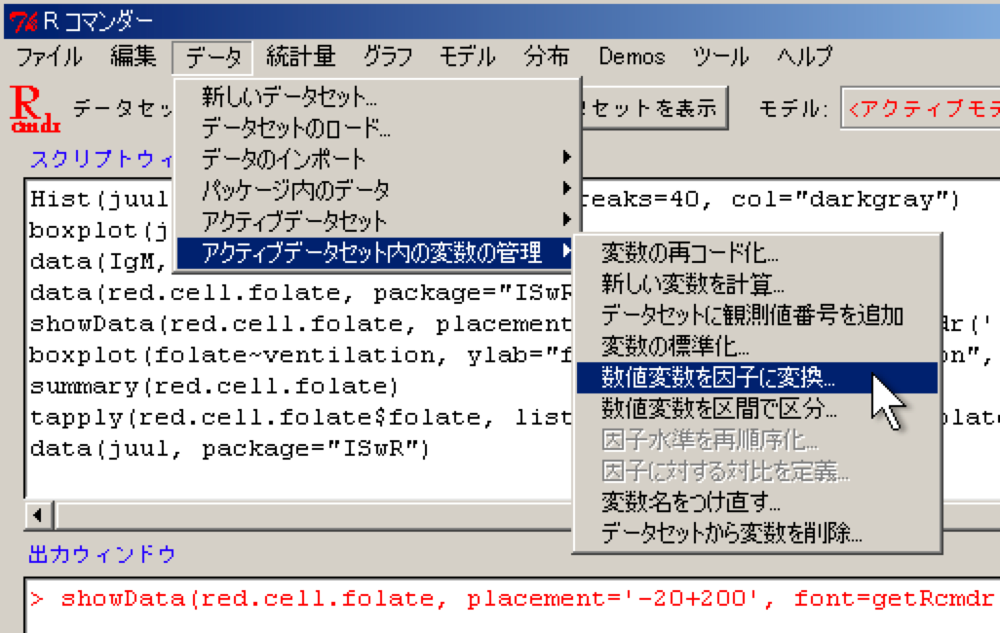 R コマンダー
ファイル 編集 データ 統計量 グラフ モデル 分布 Demos ツール ヘルプ
R
cmdr
データセッ
セットを表示 モデル: <アクティブモデ
新しいデータセット...
データセットのロード...
データのインポート
パッケージ内のデータ
アクティブデータセット
アクティブデータセット内の変数の管理
変数の再コード化...
新しい変数を計算...
データセットに観測値番号を追加
変数の標準化...
数値変数を因子に変換...
数値変数を区間で区分...
因子水準を再順序化...
因子に対する対比を定義...
変数名をつけ直す...
データセットから変数を削除...
スクリプトウィ
Hist(juul reaks=40, col="darkgray")
boxplot(j
data(IgM,
data(red.cell.folate, package="ISwR
showData(red.cell.folate, placement dr('
boxplot(folate~ventilation, ylab="f on",
summary(red.cell.folate)
tapply(red.cell.folate$folate, list olate
data(juul, package="ISwR")
出力ウィンドウ
> showData(red.cell.folate, placement='-20+200', font=getRcmdr